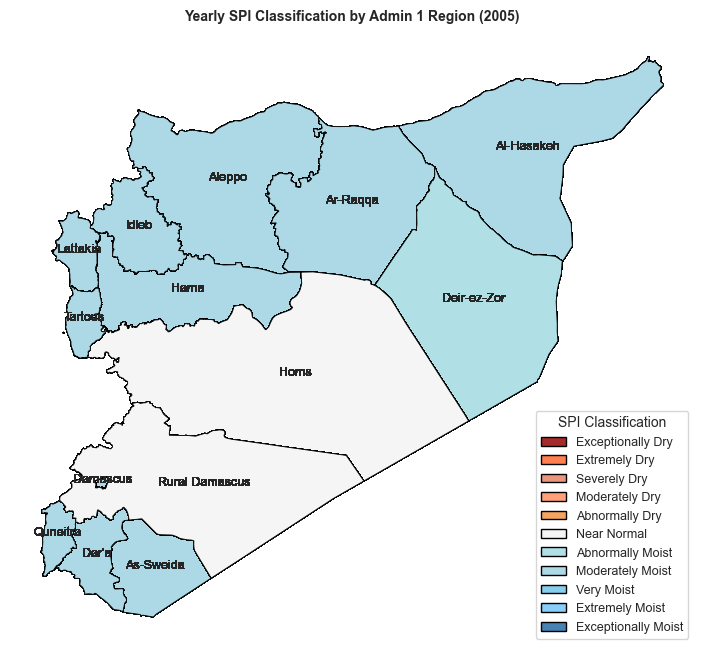 Yearly SPI Classification by Admin 1 Region (2005)
Al-Hasakeh
Aleppo
Ar-Raqqa
Idleb
Lattakia
Hama
Deir-ez-Zor
Tartous
Homs
Damascus
Rural Damascus
Quneitra
Dar'a
As-Sweida
SPI Classification
Exceptionally Dry
Extremely Dry
Severely Dry
Moderately Dry
Abnormally Dry
Near Normal
Abnormally Moist
Moderately Moist
Very Moist
Extremely Moist
Exceptionally Moist